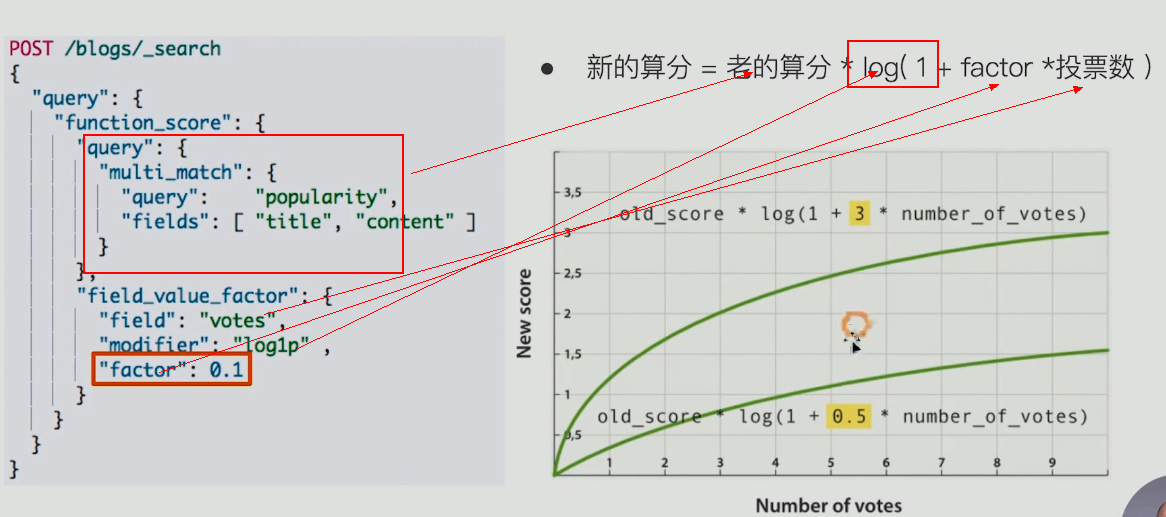 POST /blogs/_search
{
"query": {
"function_score": {
"query": {
"multi_match": {
"query": "popularity",
"fields": [ "title", "content" ]
}
},
"field_value_factor": {
"field": "votes",
"modifier": "log1p" ,
"factor": 0.1
}
}
}
}
● 新的算分 = 老的算分 * log( 1 + factor *投票数 )
3,5
old_score * log(1 + 3 * number_of_votes)
3
2,5
2
1,5
1
old_score * log(1 + 0.5 * number_of_votes)
0,5
1 2 3 4 5 6 7 8 9
New score
Number of votes